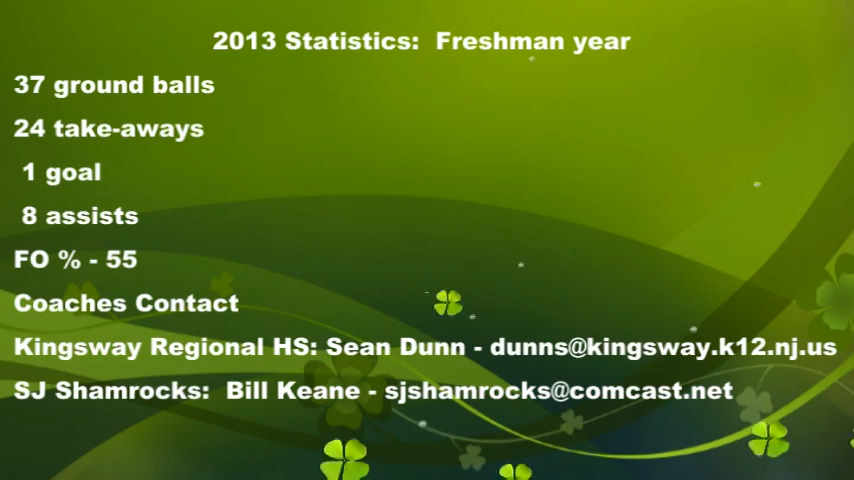 2013 Statistics: Freshman year
37 ground balls
24 take-aways
1 goal
8 assists
FO % - 55
Coaches Contact
Kingsway Regional HS: Sean Dunn - dunns@kingsway.k12.nj.us
SJ Shamrocks: Bill Keane - sjshamrocks@comcast.net